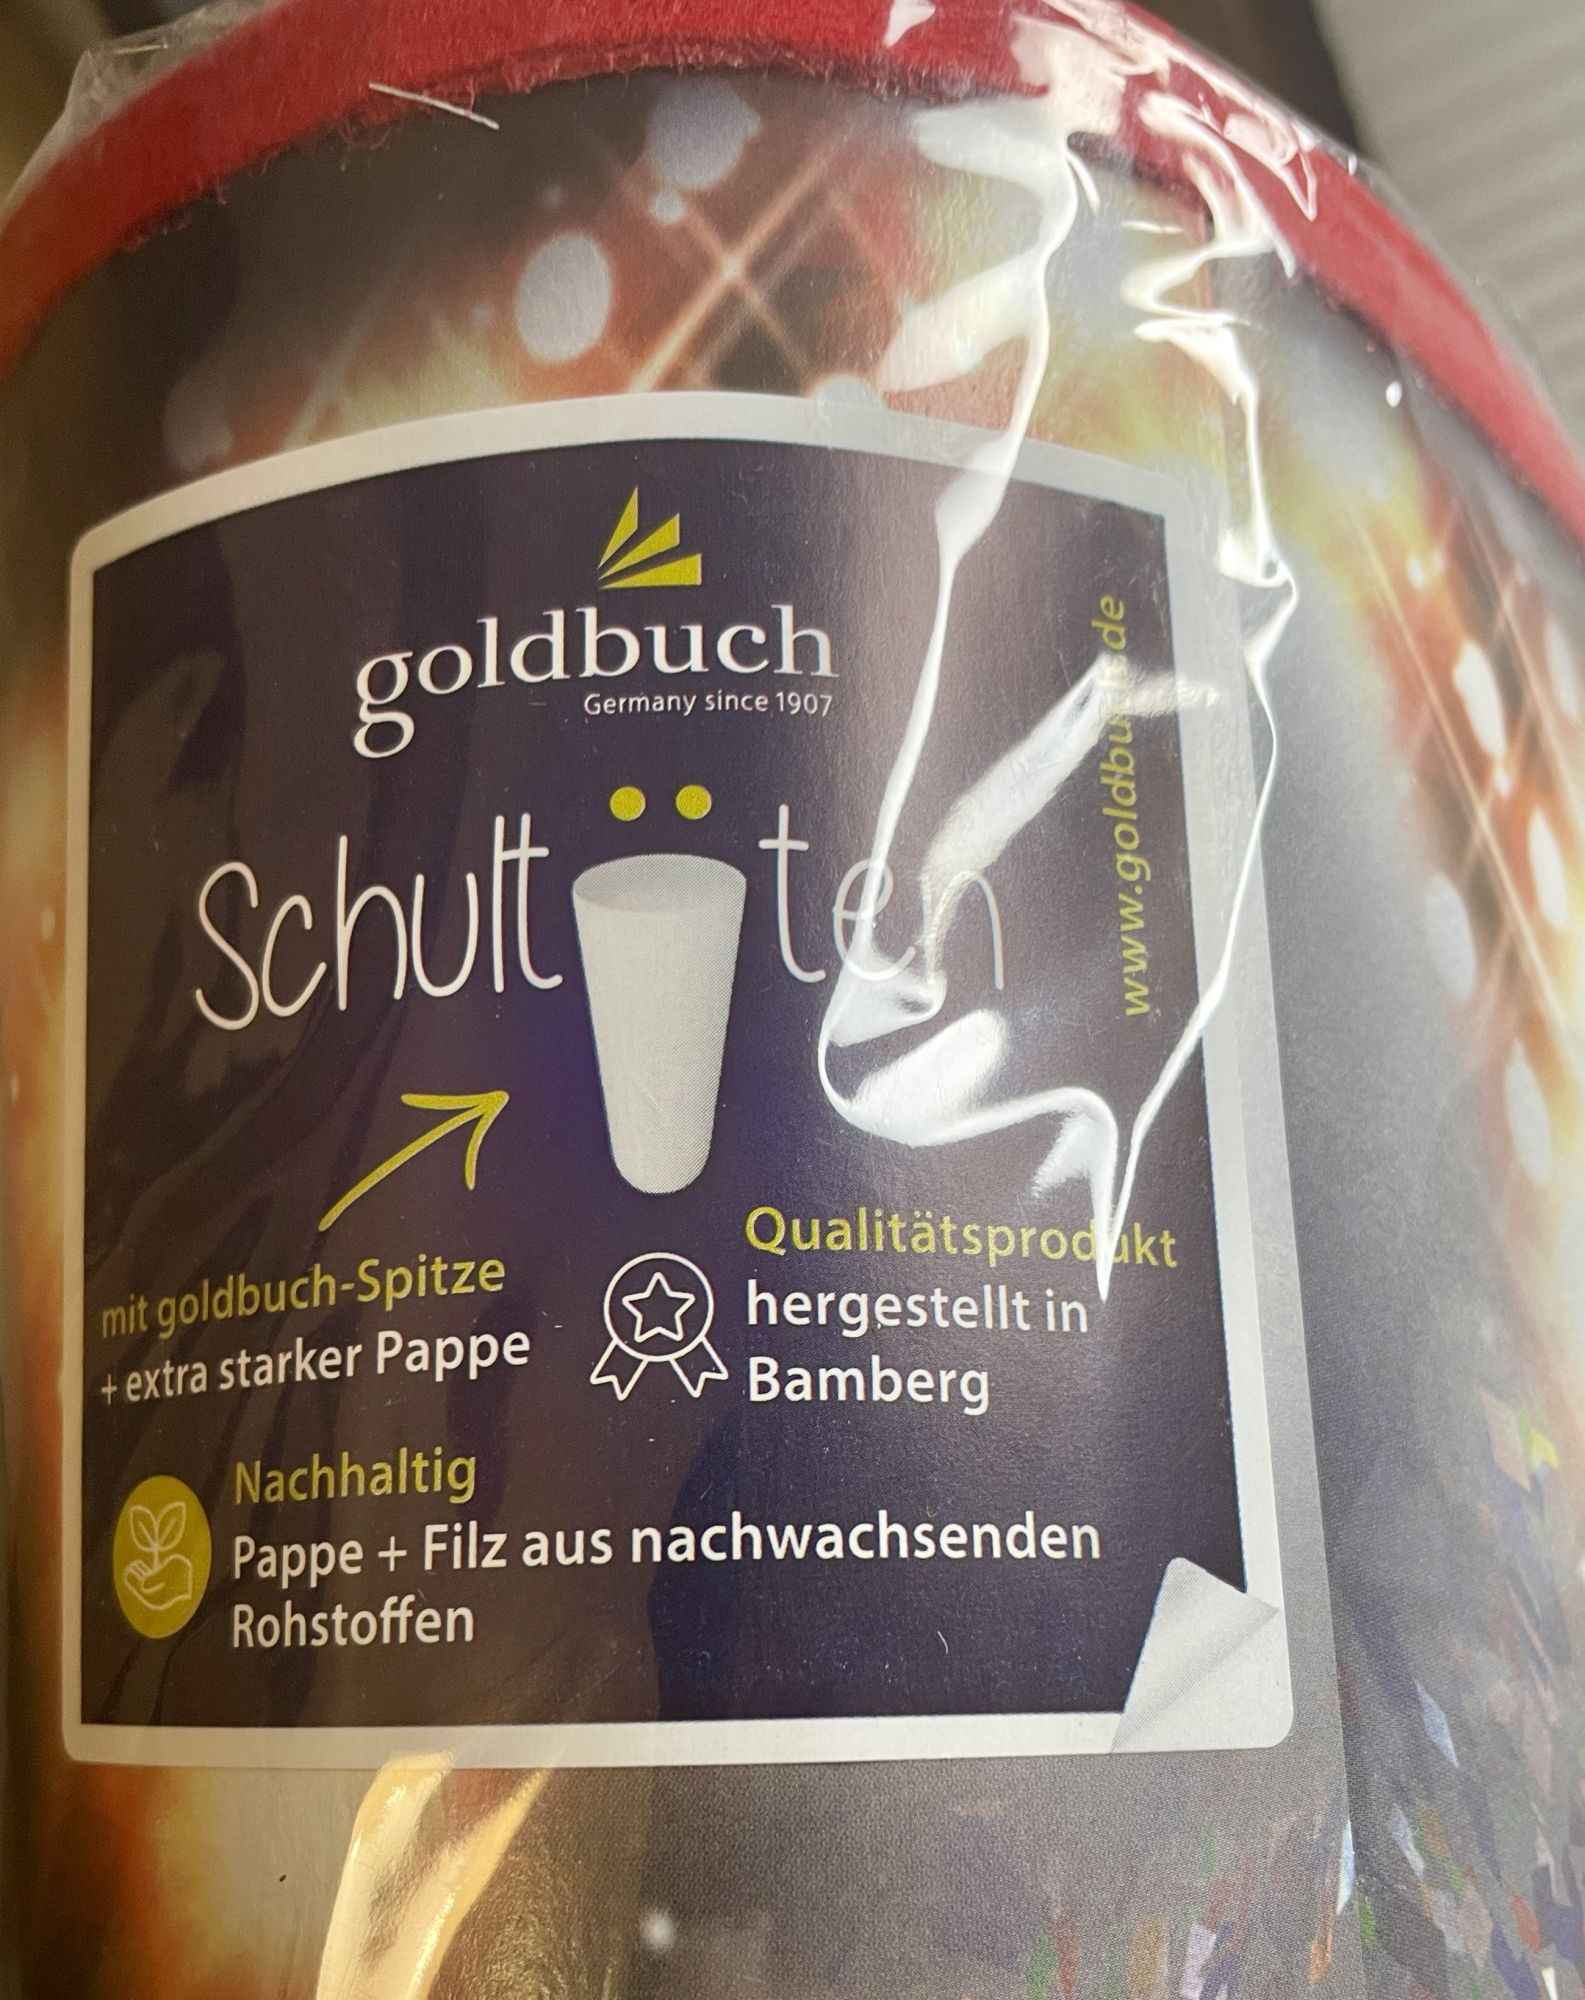 goldbuch
Germany since 1907
Schultüten
www.goldbuch.de
mit goldbuch-Spitze
+ extra starker Pappe
Qualitätsprodukt
hergestellt in
Bamberg
Nachhaltig
Pappe + Filz aus nachwachsenden
Rohstoffen